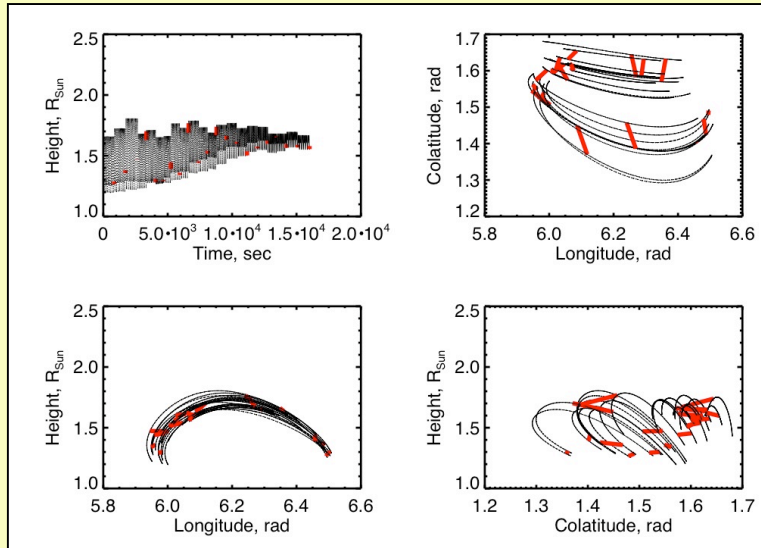 2.5
2.0
1.5
1.0
Height, R_Sun
0 5.0•10³ 1.0•10⁴ 1.5•10⁴ 2.0•10⁴
Time, sec
1.7
1.6
1.5
1.4
1.3
1.2
Colatitude, rad
5.8 6.0 6.2 6.4 6.6
Longitude, rad
2.5
2.0
1.5
1.0
Height, R_Sun
5.8 6.0 6.2 6.4 6.6
Longitude, rad
2.5
2.0
1.5
1.0
Height, R_Sun
1.2 1.3 1.4 1.5 1.6 1.7
Colatitude, rad